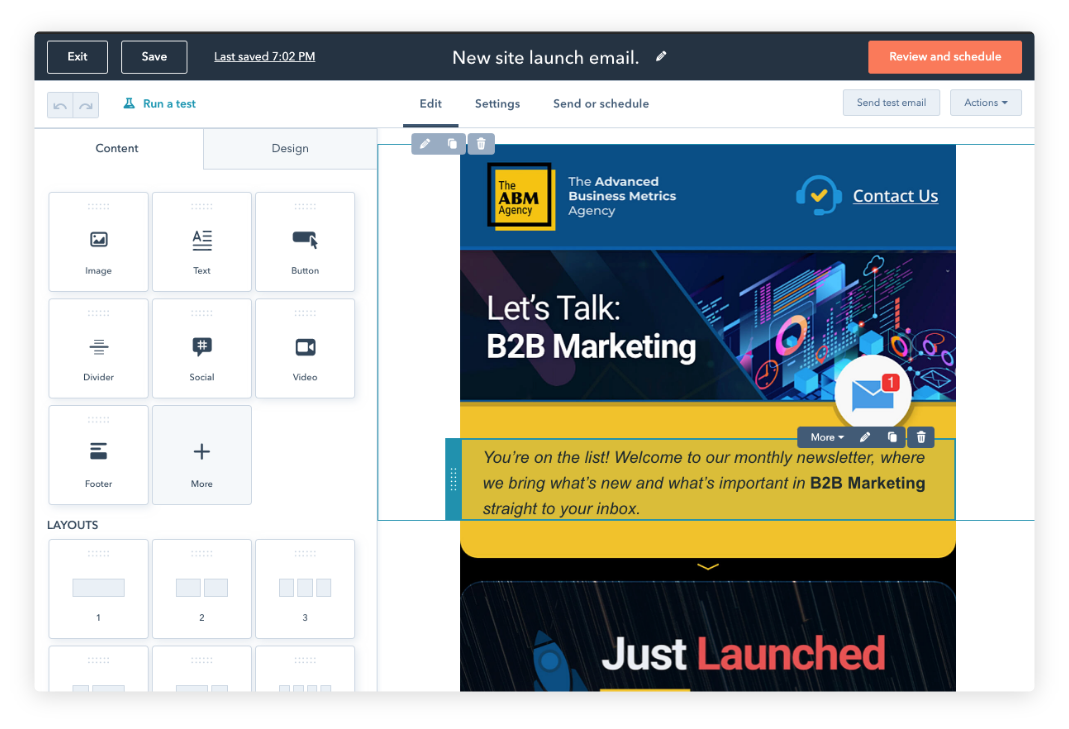 Exit
Save
Last saved 7:02 PM
New site launch email.
Review and schedule
Run a test
Edit
Settings
Send or schedule
Send test email
Actions
Content
Design
Image
Text
Button
Divider
Social
Video
Footer
More
LAYOUTS
1
2
3
The
ABM
Agency
The Advanced
Business Metrics
Agency
Contact Us
Let's Talk:
B2B Marketing
1
More
You're on the list! Welcome to our monthly newsletter, where
we bring what's new and what's important in B2B Marketing
straight to your inbox.
Just Launched